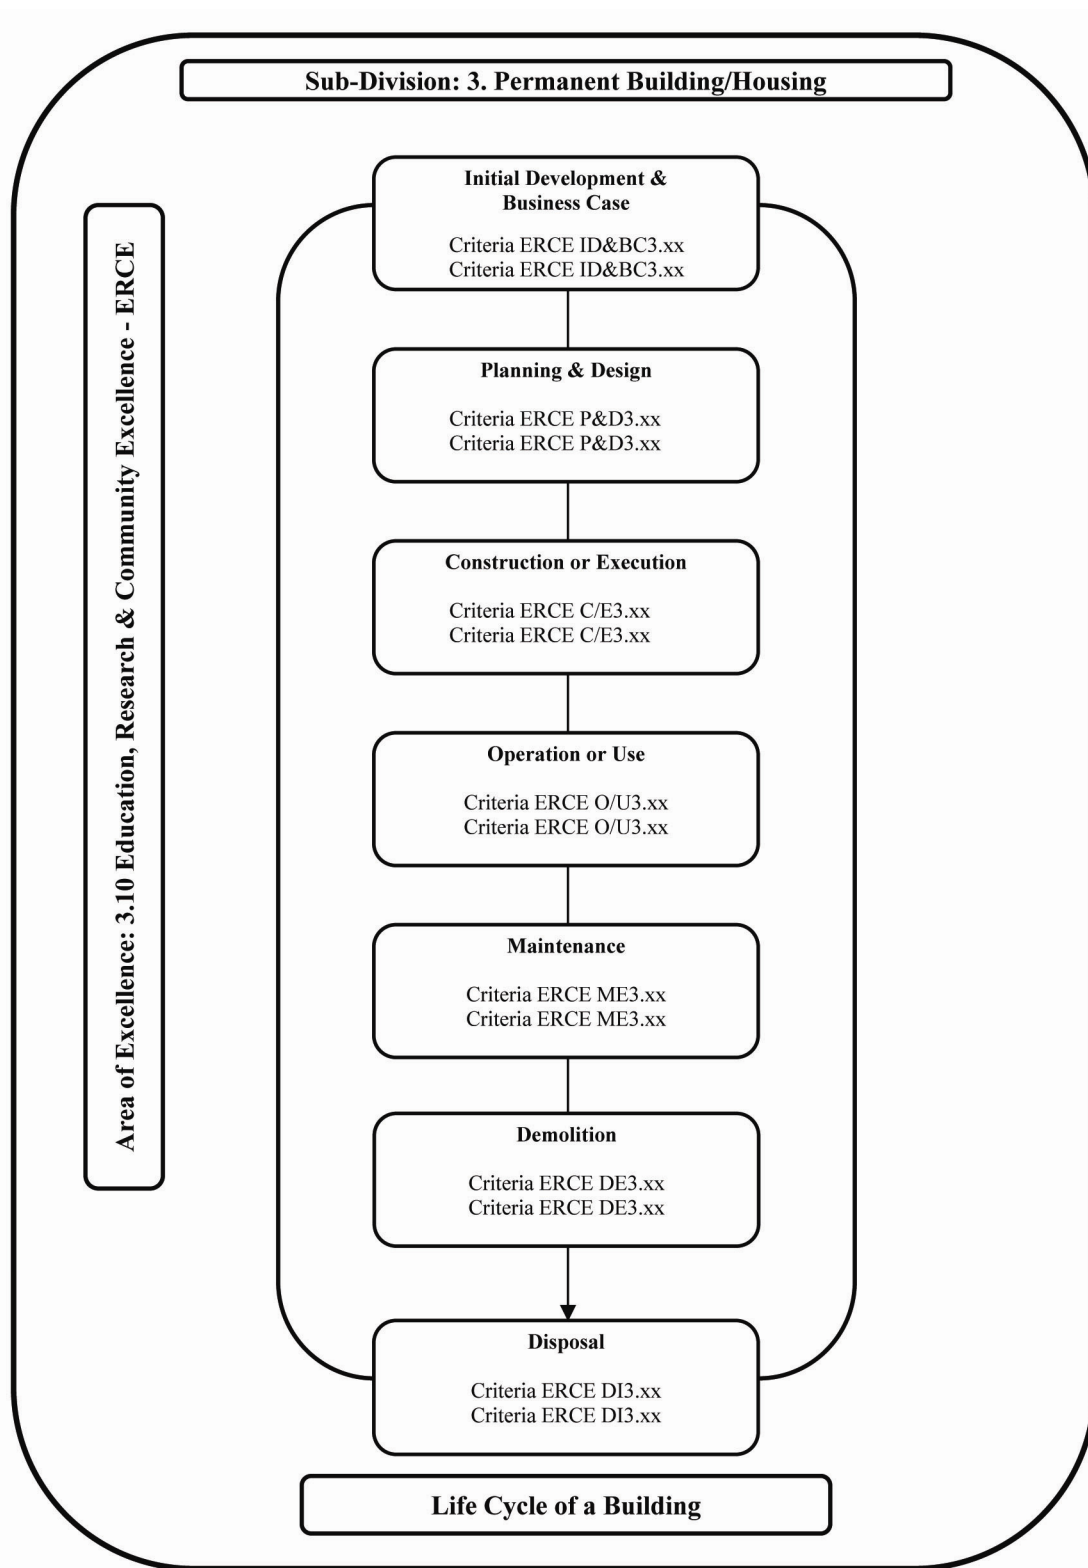 Sub-Division: 3. Permanent Building/Housing
Area of Excellence: 3.10 Education, Research & Community Excellence - ERCE
Initial Development &
Business Case
Criteria ERCE ID&BC3.xx
Criteria ERCE ID&BC3.xx
Planning & Design
Criteria ERCE P&D3.xx
Criteria ERCE P&D3.xx
Construction or Execution
Criteria ERCE C/E3.xx
Criteria ERCE C/E3.xx
Operation or Use
Criteria ERCE O/U3.xx
Criteria ERCE O/U3.xx
Maintenance
Criteria ERCE ME3.xx
Criteria ERCE ME3.xx
Demolition
Criteria ERCE DE3.xx
Criteria ERCE DE3.xx
Disposal
Criteria ERCE DI3.xx
Criteria ERCE DI3.xx
Life Cycle of a Building